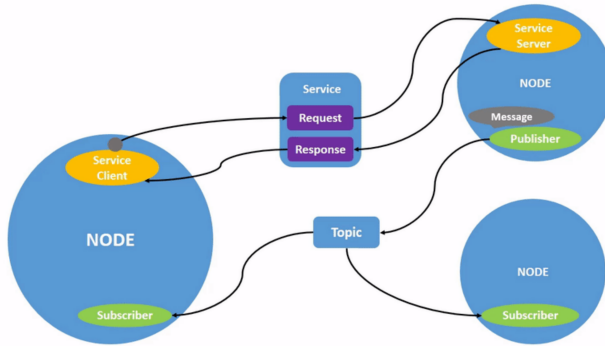 Service
Server
NODE
Message
Publisher
Service
Request
Response
Service
Client
NODE
Subscriber
Topic
NODE
Subscriber